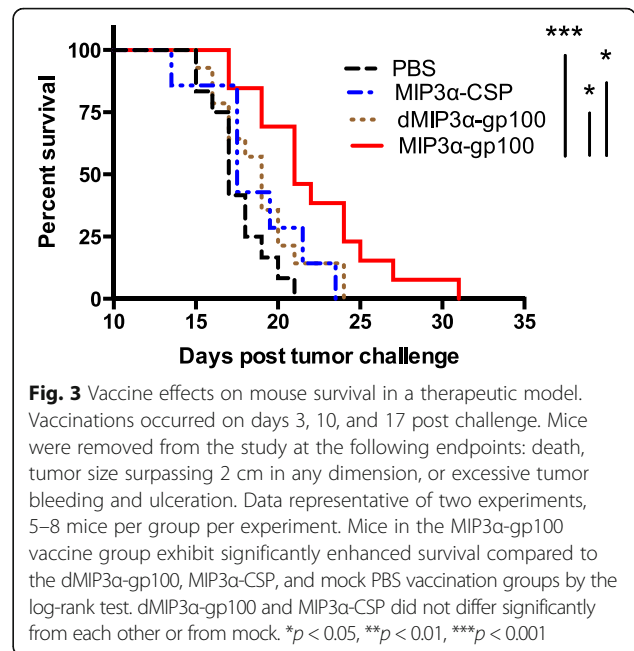 ***
*
*
PBS
MIP3α-CSP
dMIP3α-gp100
MIP3α-gp100
100
75
50
25
0
Percent survival
10 15 20 25 30 35
Days post tumor challenge
Fig. 3 Vaccine effects on mouse survival in a therapeutic model.
Vaccinations occurred on days 3, 10, and 17 post challenge. Mice
were removed from the study at the following endpoints: death,
tumor size surpassing 2 cm in any dimension, or excessive tumor
bleeding and ulceration. Data representative of two experiments,
5–8 mice per group per experiment. Mice in the MIP3α-gp100
vaccine group exhibit significantly enhanced survival compared to
the dMIP3α-gp100, MIP3α-CSP, and mock PBS vaccination groups by the
log-rank test. dMIP3α-gp100 and MIP3α-CSP did not differ significantly
from each other or from mock. *p < 0.05, **p < 0.01, ***p < 0.001